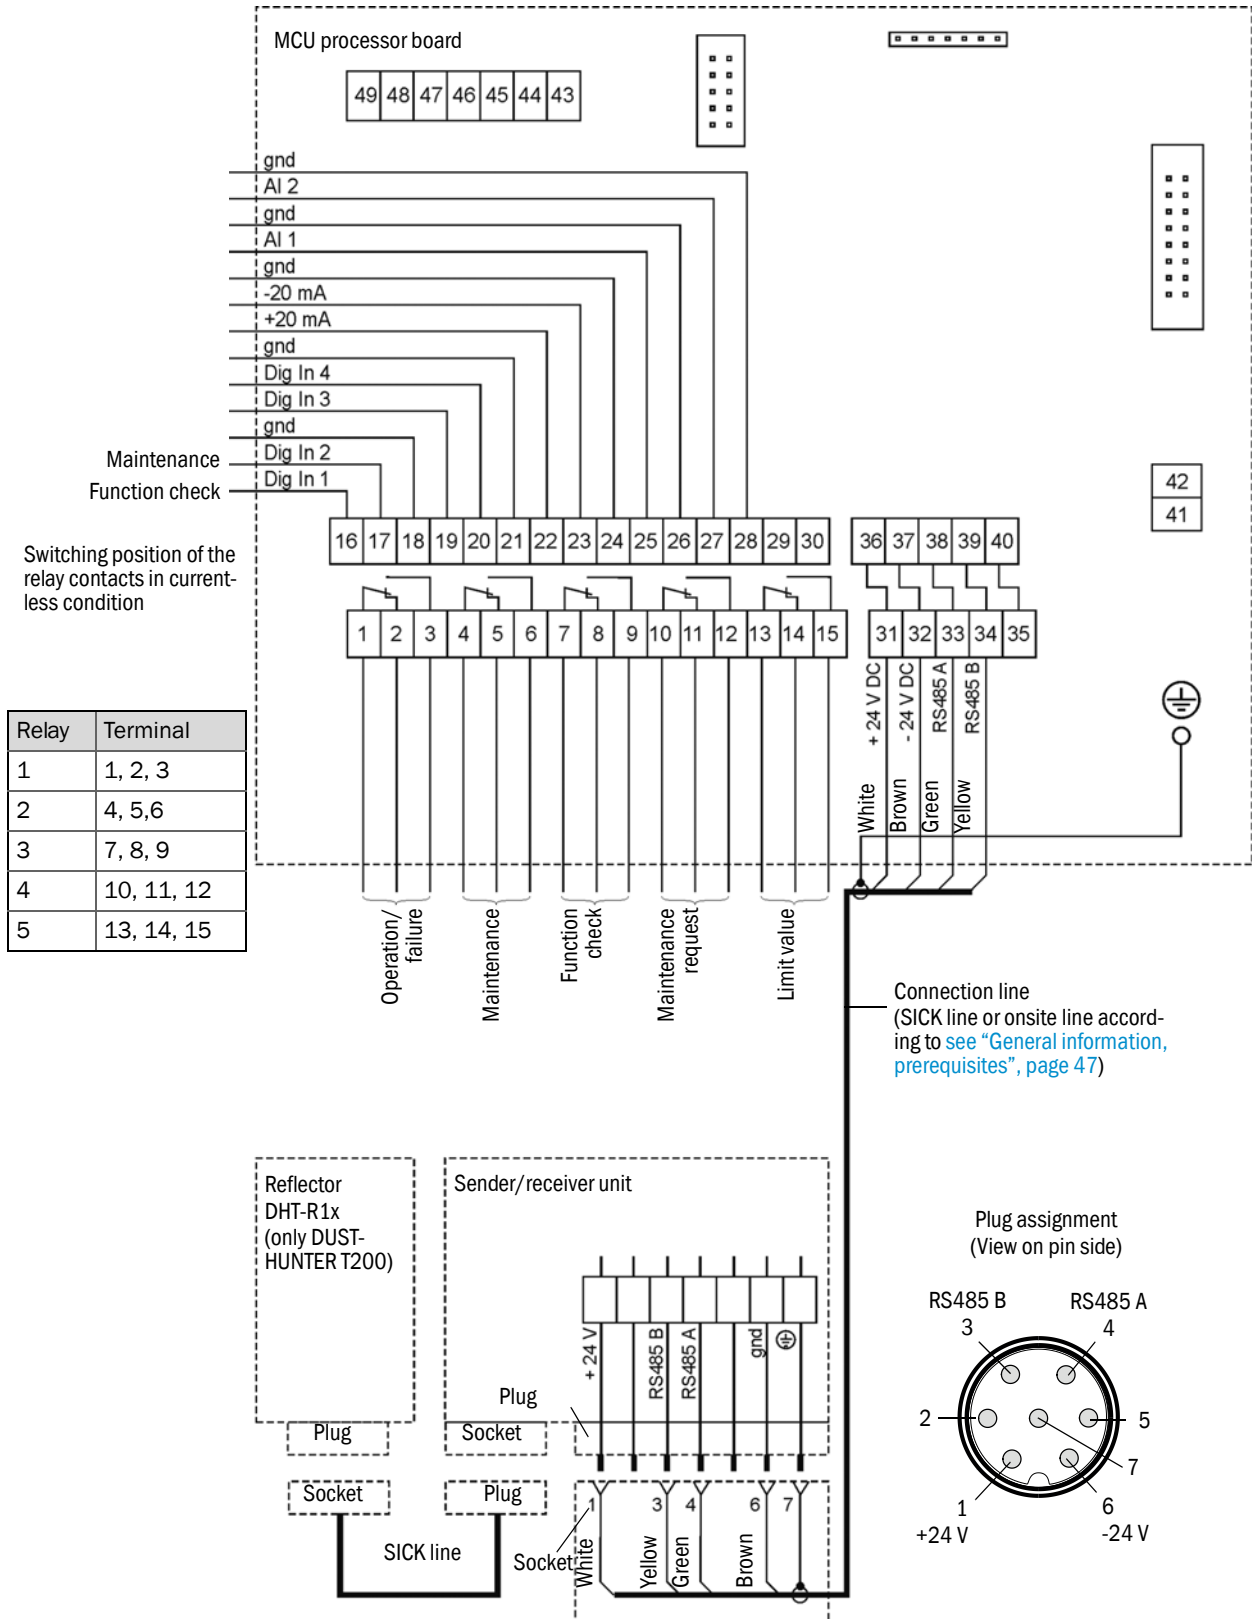 MCU processor board
49 48 47 46 45 44 43
gnd
AI 2
gnd
AI 1
gnd
-20 mA
+20 mA
gnd
Dig In 4
Dig In 3
gnd
Maintenance Dig In 2
Function check Dig In 1
42
41
16 17 18 19 20 21 22 23 24 25 26 27 28 29 30 36 37 38 39 40
Switching position of the
relay contacts in current-
less condition
1 2 3 4 5 6 7 8 9 10 11 12 13 14 15 31 32 33 34 35
+ 24 V DC
- 24 V DC
RS485 A
RS485 B
White
Brown
Green
Yellow
Relay Terminal
1 1, 2, 3
2 4, 5,6
3 7, 8, 9
4 10, 11, 12
5 13, 14, 15
Operation/
failure
Maintenance
Function
check
Maintenance
request
Limit value
Connection line
(SICK line or onsite line accord-
ing to see “General information,
prerequisites”, page 47)
Reflector
DHT-R1x
(only DUST-
HUNTER T200)
Sender/receiver unit
+ 24 V
RS485 B
RS485 A
gnd
Plug
Plug
Socket
Socket
Plug
SICK line
Socket
1 3 4 6 7
White
Yellow
Green
Brown
Plug assignment
(View on pin side)
RS485 B RS485 A
3 4
2 5
7
1 6
+24 V -24 V